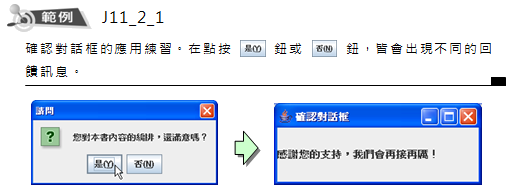 範例 J11_2_1
確認對話框的應用練習。在點按 是(Y) 鈕或 否(N) 鈕，皆會出現不同的回
饋訊息。
請問
您對本書內容的編排，還滿意嗎？
是(Y) 否(N)
確認對話框
感謝您的支持，我們會再接再厲！